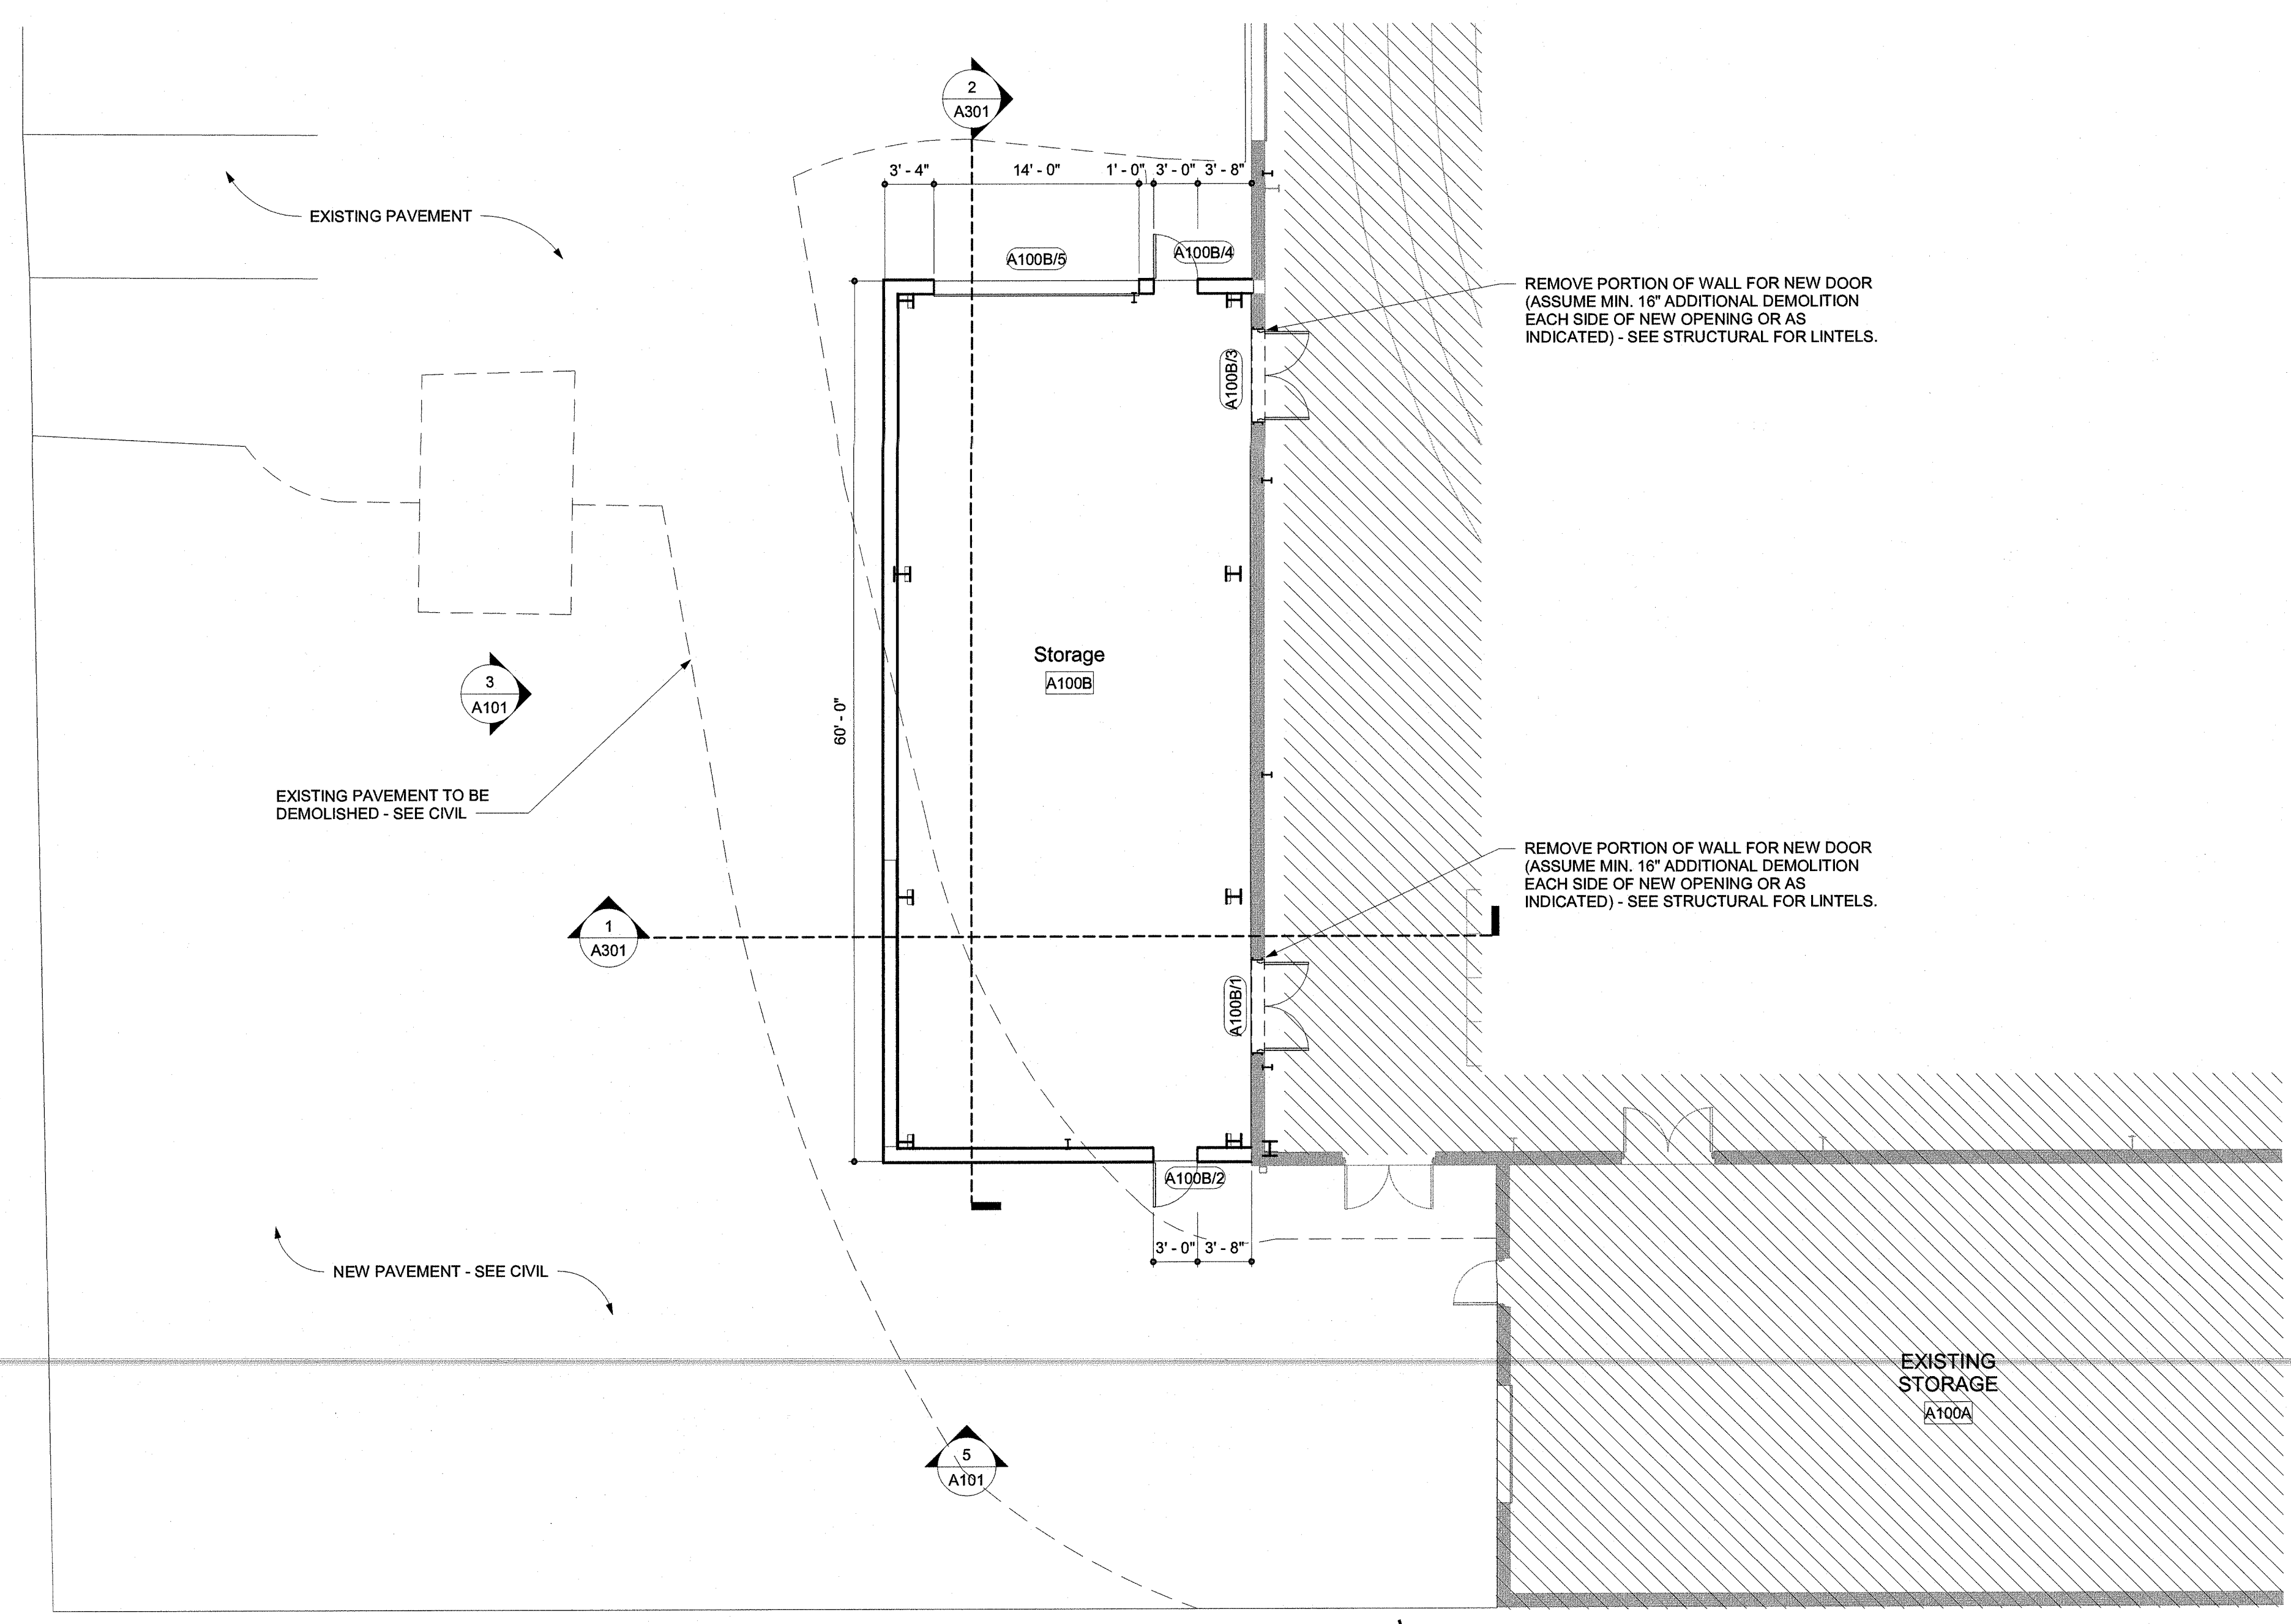 2
A301
3' - 4" 14' - 0" 1' - 0" 3' - 0" 3' - 8"
EXISTING PAVEMENT
A100B/5
A100B/4
REMOVE PORTION OF WALL FOR NEW DOOR
(ASSUME MIN. 16" ADDITIONAL DEMOLITION
EACH SIDE OF NEW OPENING OR AS
INDICATED) - SEE STRUCTURAL FOR LINTELS.
A100B/3
Storage
A100B
3
A101
60' - 0"
EXISTING PAVEMENT TO BE
DEMOLISHED - SEE CIVIL
REMOVE PORTION OF WALL FOR NEW DOOR
(ASSUME MIN. 16" ADDITIONAL DEMOLITION
EACH SIDE OF NEW OPENING OR AS
INDICATED) - SEE STRUCTURAL FOR LINTELS.
1
A301
A100B/1
A100B/2
3' - 0" 3' - 8"
NEW PAVEMENT - SEE CIVIL
EXISTING
STORAGE
A100A
5
A101